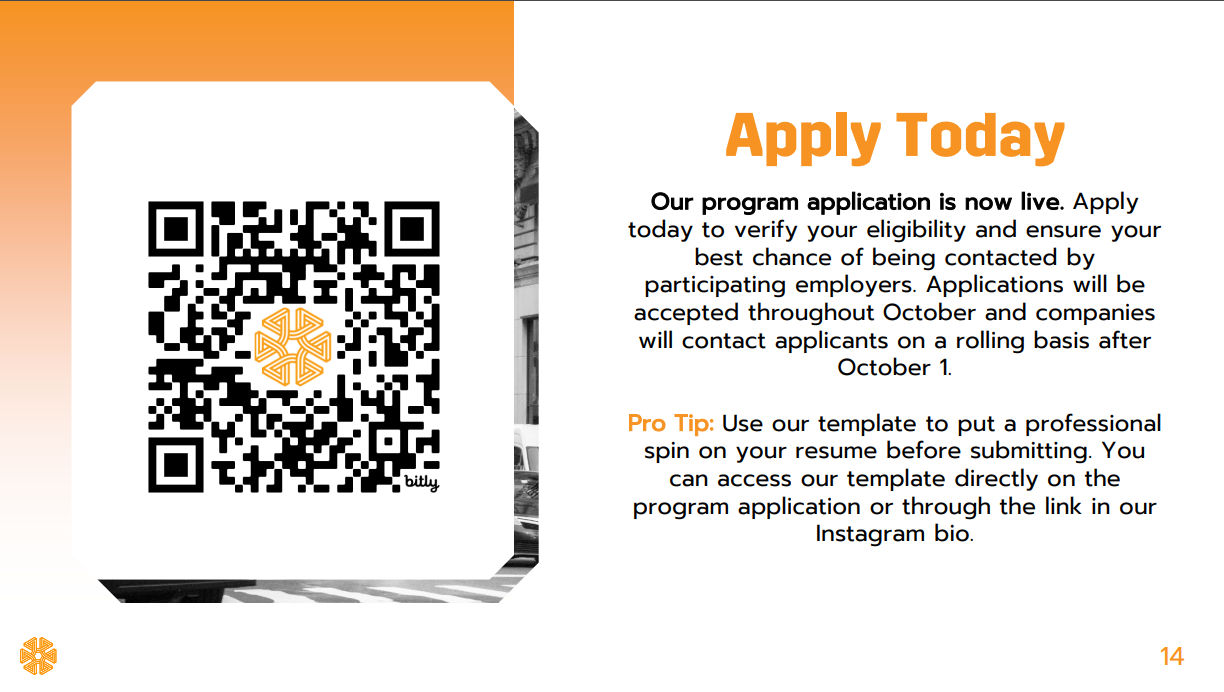 Apply Today
Our program application is now live. Apply
today to verify your eligibility and ensure your
best chance of being contacted by
participating employers. Applications will be
accepted throughout October and companies
will contact applicants on a rolling basis after
October 1.
Pro Tip: Use our template to put a professional
spin on your resume before submitting. You
can access our template directly on the
program application or through the link in our
Instagram bio.
bitly
14